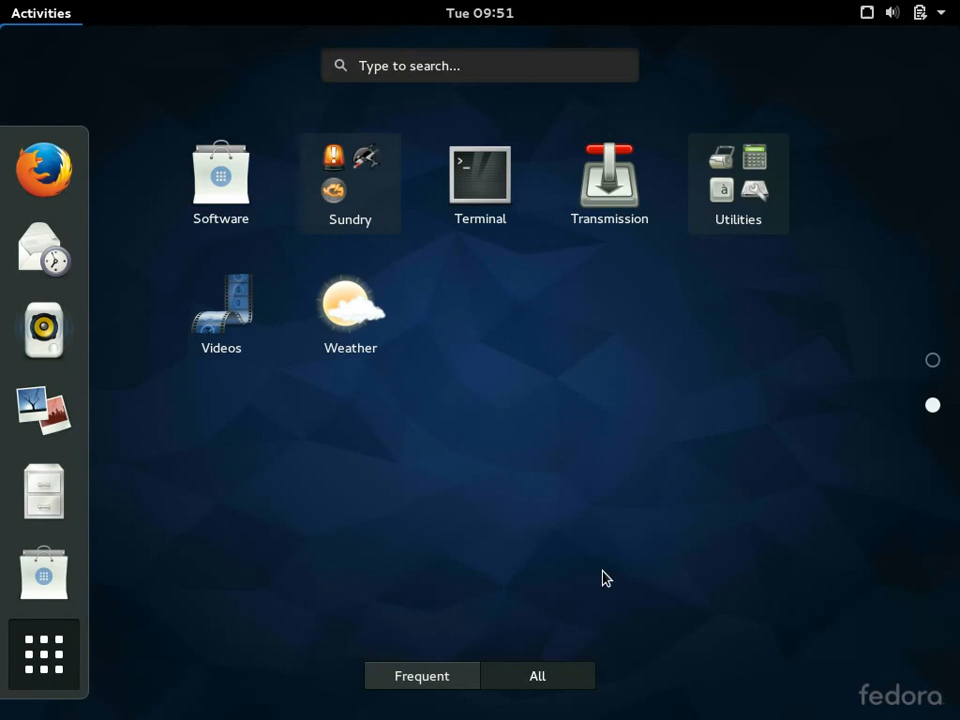 Activities
Tue 09:51
Type to search...
Software
Sundry
Terminal
Transmission
Utilities
Videos
Weather
Frequent
All
fedora